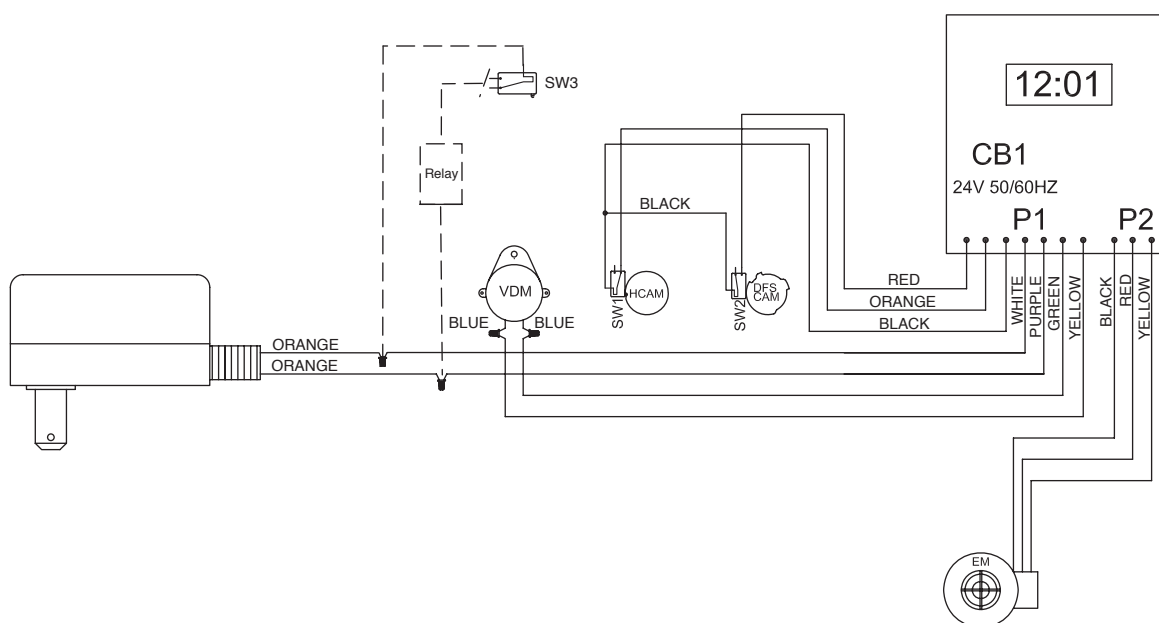 12:01
SW3
CB1
Relay
24V 50/60HZ
BLACK
P1
P2
VDM
HCAM
DFS
CAM
RED
SW1
SW2
ORANGE
WHITE
PURPLE
GREEN
YELLOW
BLACK
RED
YELLOW
BLUE
BLUE
BLACK
ORANGE
ORANGE
EM